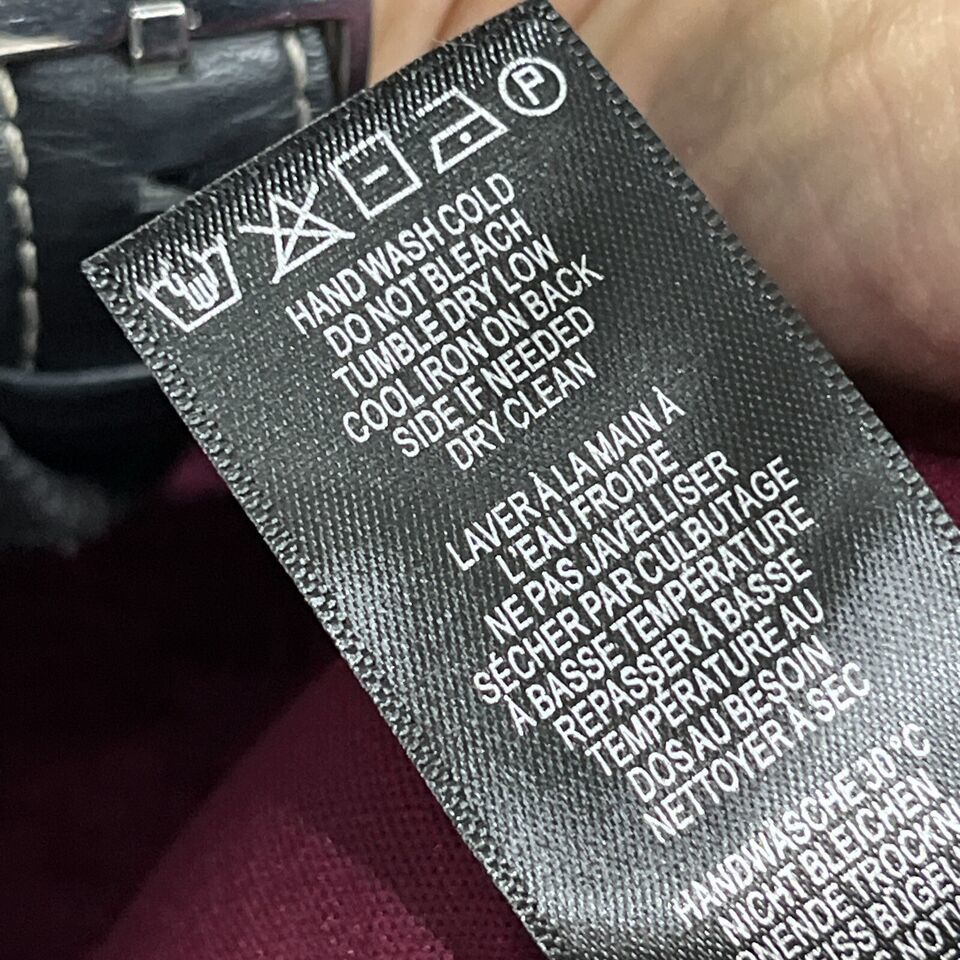 P
HAND WASH COLD
DO NOT BLEACH
TUMBLE DRY LOW
COOL IRON ON BACK
SIDE IF NEEDED
DRY CLEAN
LAVER À LA MAIN À
L'EAU FROIDE
NE PAS JAVELLISER
SÉCHER PAR CULBUTAGE
À BASSE TEMPERATURE
REPASSER À BASSE
TEMPÉRATURE AU
DOS AU BESOIN
NETTOYER À SEC
HANDWÄSCHE 30°C
NICHT BLEICHEN